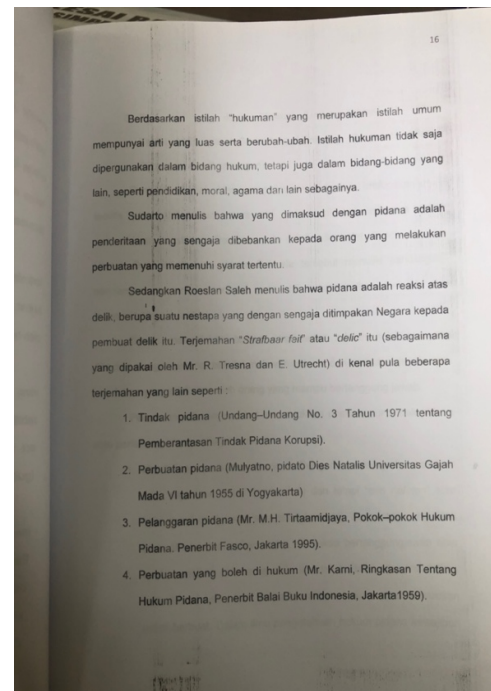 16
Berdasarkan istilah "hukuman" yang merupakan istilah umum
mempunyai arti yang luas serta berubah-ubah. Istilah hukuman tidak saja
dipergunakan dalam bidang hukum, tetapi juga dalam bidang-bidang yang
lain, seperti pendidikan, moral, agama dan lain sebagainya.
Sudarto menulis bahwa yang dimaksud dengan pidana adalah
penderitaan yang sengaja dibebankan kepada orang yang melakukan
perbuatan yang memenuhi syarat tertentu.
Sedangkan Roeslan Saleh menulis bahwa pidana adalah reaksi atas
delik, berupa suatu nestapa yang dengan sengaja ditimpakan Negara kepada
pembuat delik itu. Terjemahan "Strafbaar fait" atau "delic" itu (sebagaimana
yang dipakai oleh Mr. R. Tresna dan E. Utrecht) di kenal pula beberapa
terjemahan yang lain seperti :
1. Tindak pidana (Undang–Undang No. 3 Tahun 1971 tentang
Pemberantasan Tindak Pidana Korupsi).
2. Perbuatan pidana (Mulyatno, pidato Dies Natalis Universitas Gajah
Mada VI tahun 1955 di Yogyakarta)
3. Pelanggaran pidana (Mr. M.H. Tirtaamidjaya, Pokok–pokok Hukum
Pidana. Penerbit Fasco, Jakarta 1995).
4. Perbuatan yang boleh di hukum (Mr. Karni, Ringkasan Tentang
Hukum Pidana, Penerbit Balai Buku Indonesia, Jakarta1959).